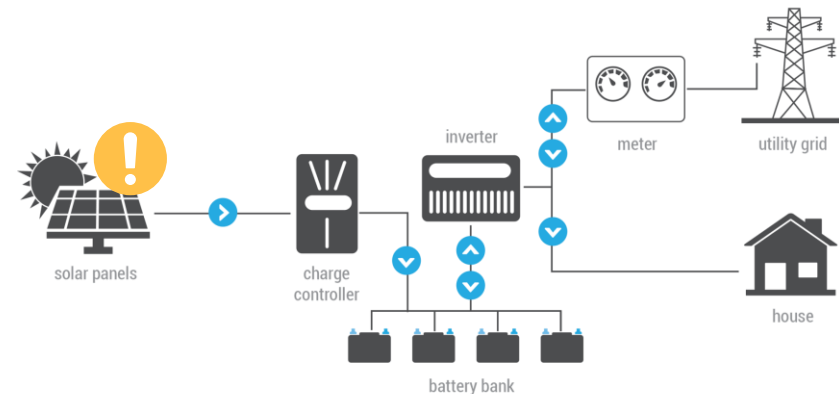 inverter
meter
utility grid
solar panels
charge
controller
house
battery bank